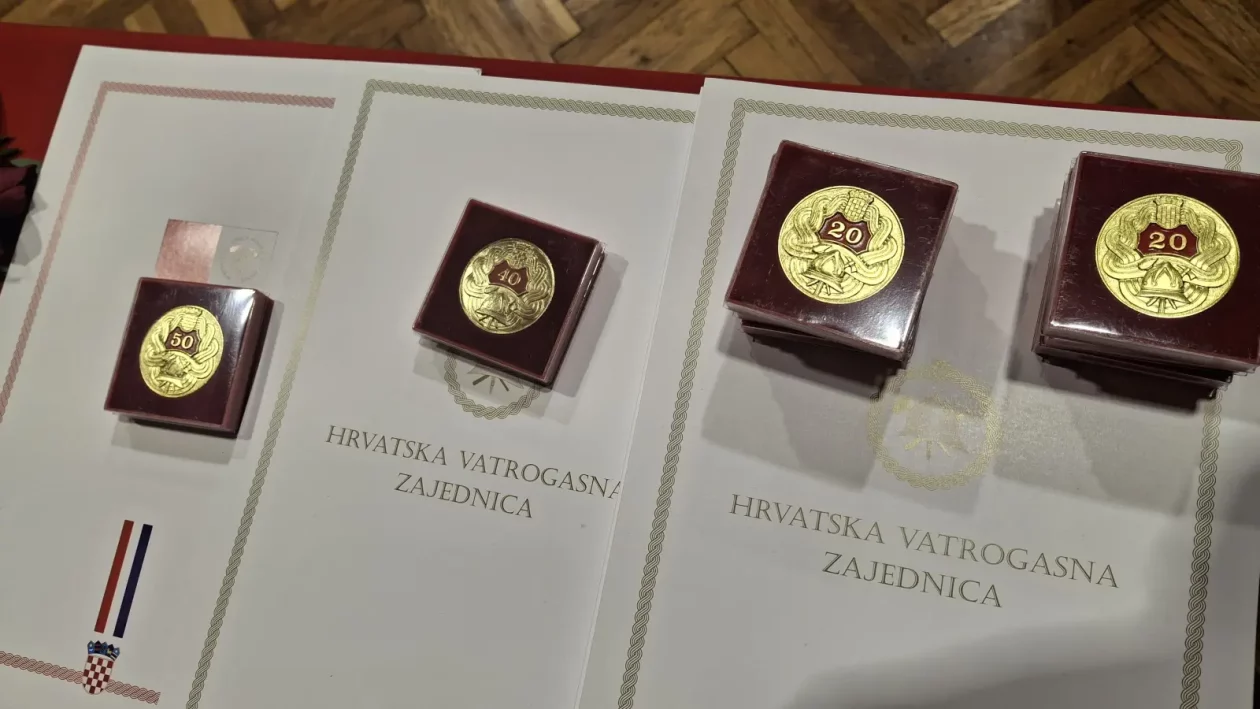 50
40
20
20
HRVATSKA VATROGASNA
ZAJEDNICA
HRVATSKA VATROGASNA
ZAJEDNICA